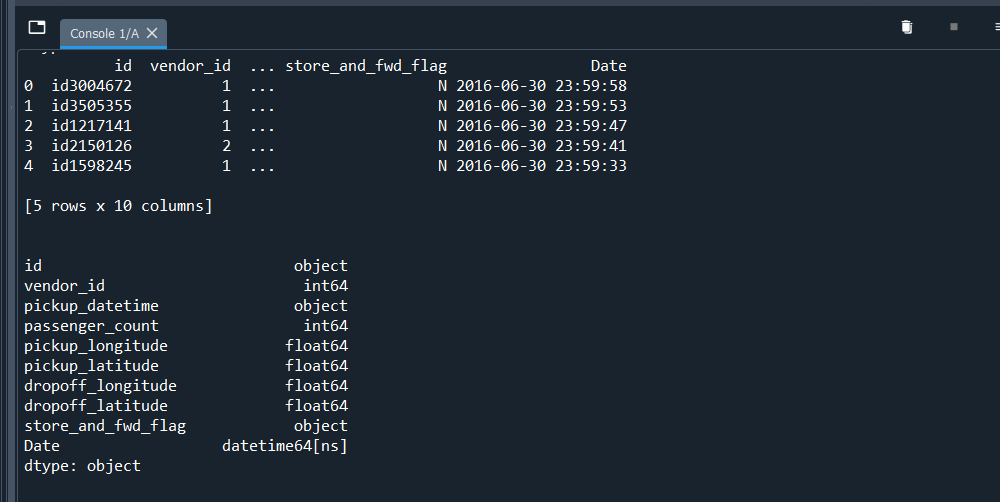 Console 1/A
id vendor_id ... store_and_fwd_flag Date
0 id3004672 1 ... N 2016-06-30 23:59:58
1 id3505355 1 ... N 2016-06-30 23:59:53
2 id1217141 1 ... N 2016-06-30 23:59:47
3 id2150126 2 ... N 2016-06-30 23:59:41
4 id1598245 1 ... N 2016-06-30 23:59:33
[5 rows x 10 columns]
id object
vendor_id int64
pickup_datetime object
passenger_count int64
pickup_longitude float64
pickup_latitude float64
dropoff_longitude float64
dropoff_latitude float64
store_and_fwd_flag object
Date datetime64[ns]
dtype: object